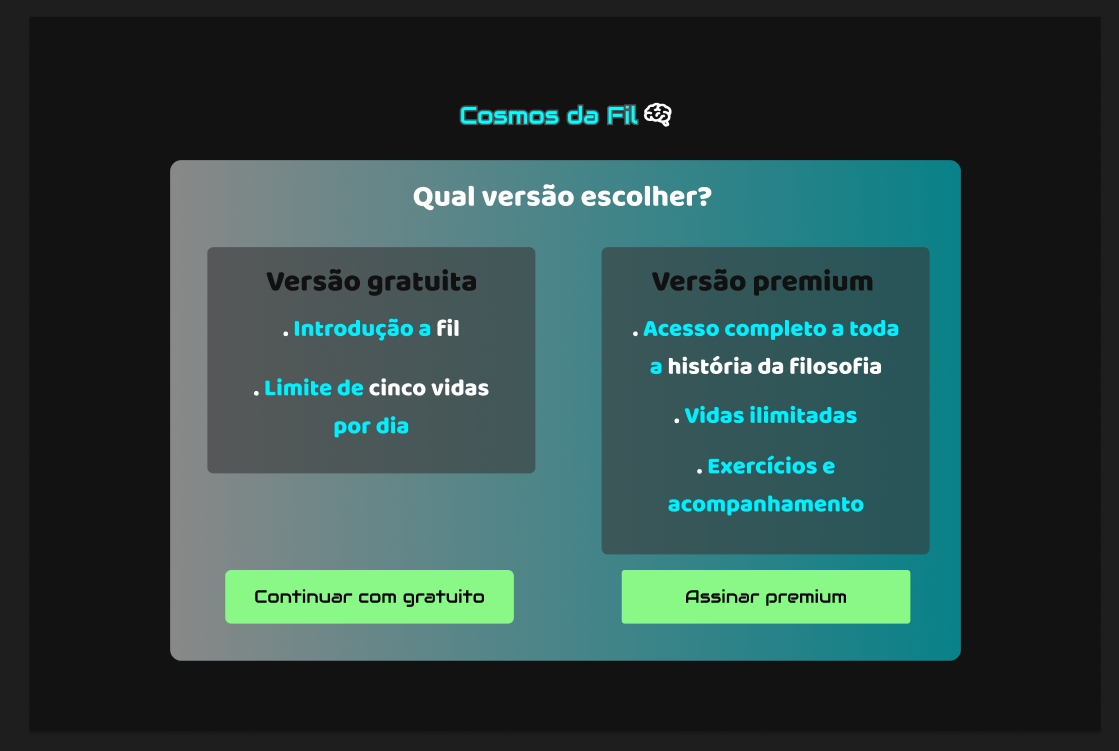 Cosmos da Fil
Qual versão escolher?
Versão gratuita
. Introdução a fil
. Limite de cinco vidas
por dia
Continuar com gratuito
Versão premium
. Acesso completo a toda
a história da filosofia
. Vidas ilimitadas
. Exercícios e
acompanhamento
Assinar premium